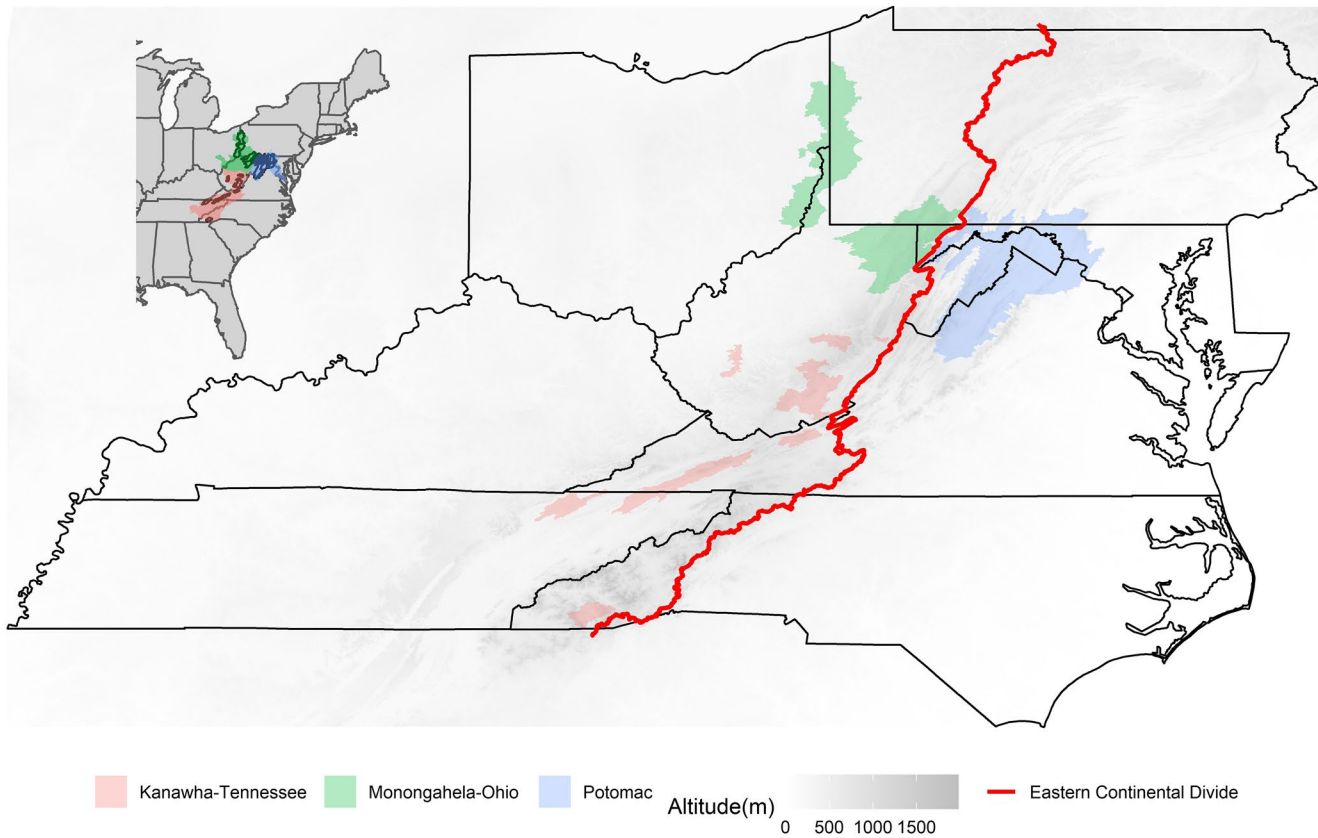 Kanawha-Tennessee
Monongahela-Ohio
Potomac
Altitude(m)
0 500 1000 1500
Eastern Continental Divide